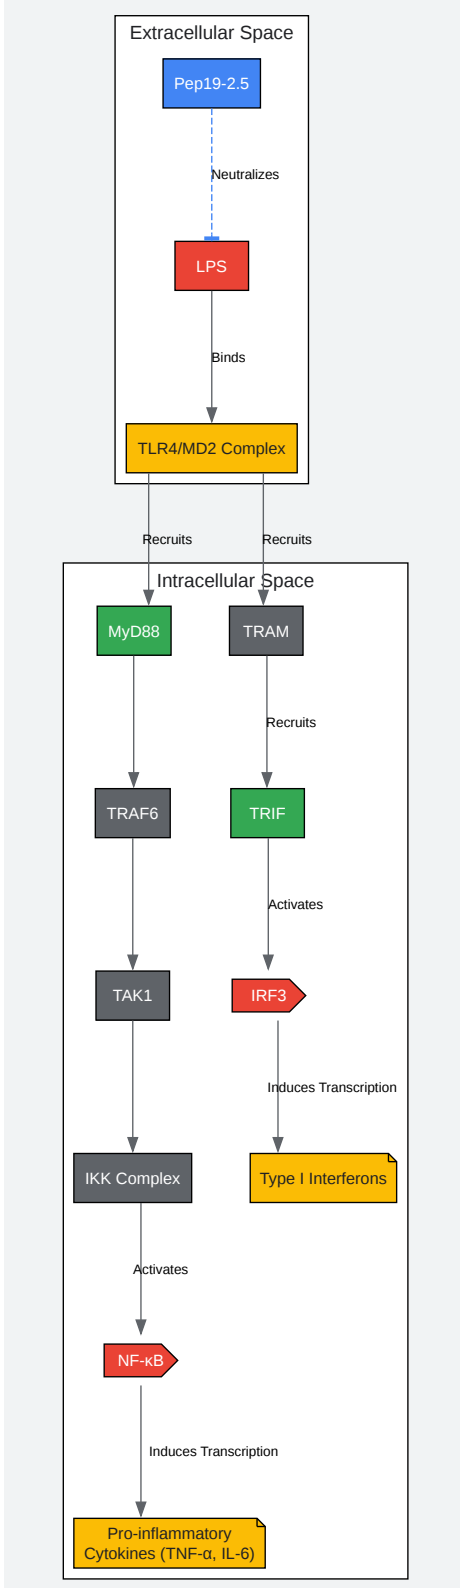 Extracellular Space
Pep19-2.5
Neutralizes
LPS
Binds
TLR4/MD2 Complex
Recruits
Recruits
Intracellular Space
MyD88
TRAM
Recruits
TRAF6
TRIF
Activates
TAK1
IRF3
Induces Transcription
IKK Complex
Type I Interferons
Activates
NF-κB
Induces Transcription
Pro-inflammatory
Cytokines (TNF-α, IL-6)